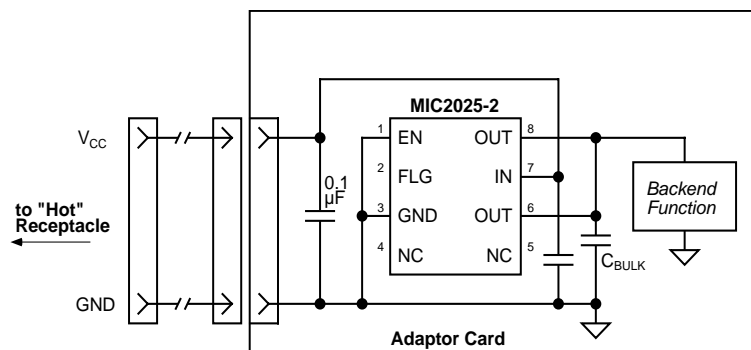 MIC2025-2
V_CC
1 EN OUT 8
2 FLG IN 7
3 GND OUT 6
4 NC NC 5
0.1
µF
Backend
Function
to "Hot"
Receptacle
C_BULK
GND
Adaptor Card